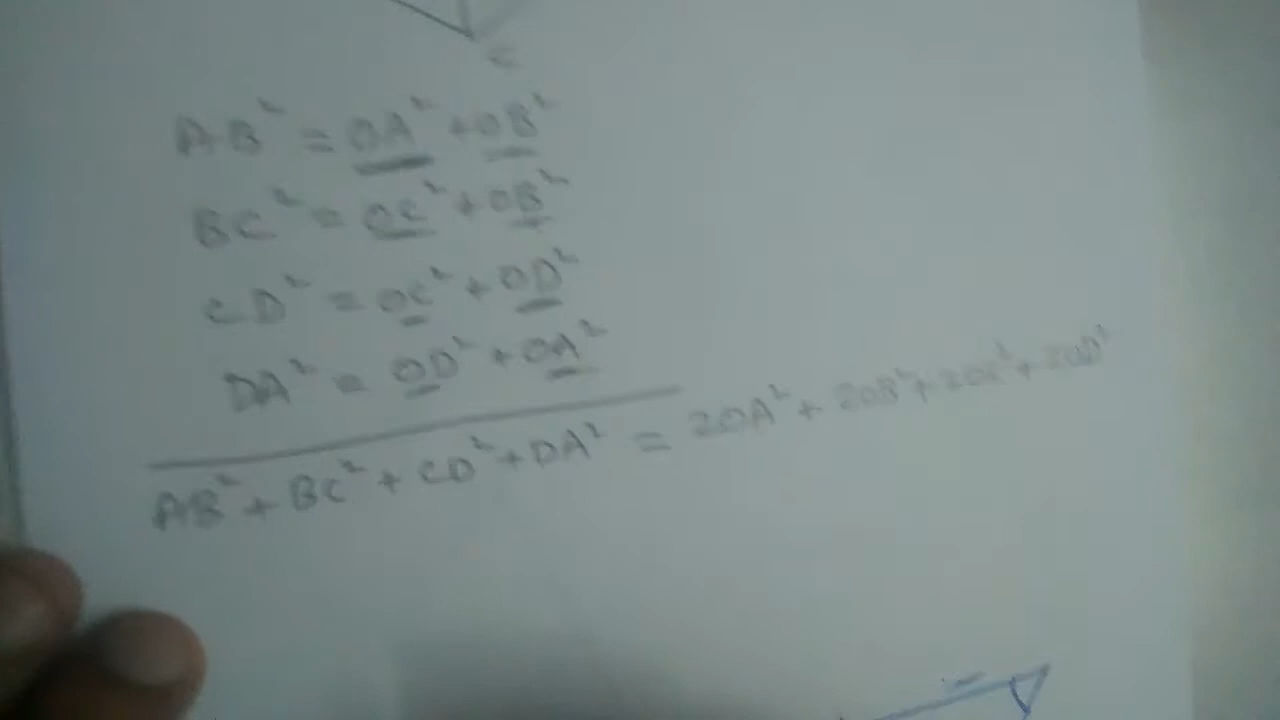 C
AB² = OA² + OB²
BC² = OC² + OB²
CD² = OC² + OD²
DA² = OD² + OA²
AB² + BC² + CD² + DA² = 2OA² + 2OB² + 2OC² + 2OD²